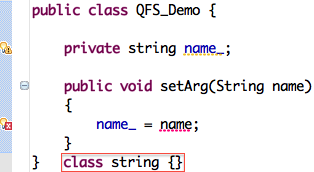 public class QFS_Demo {
private string name_;
public void setArg(String name)
{
name_ = name;
}
} class string {}